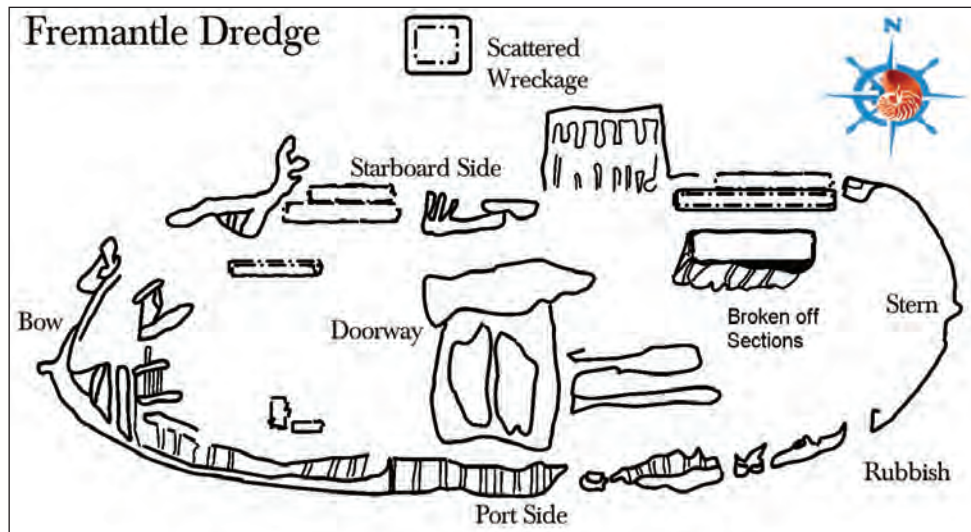 Fremantle Dredge
Scattered
Wreckage
N
Starboard Side
Bow
Doorway
Broken off
Sections
Stern
Rubbish
Port Side